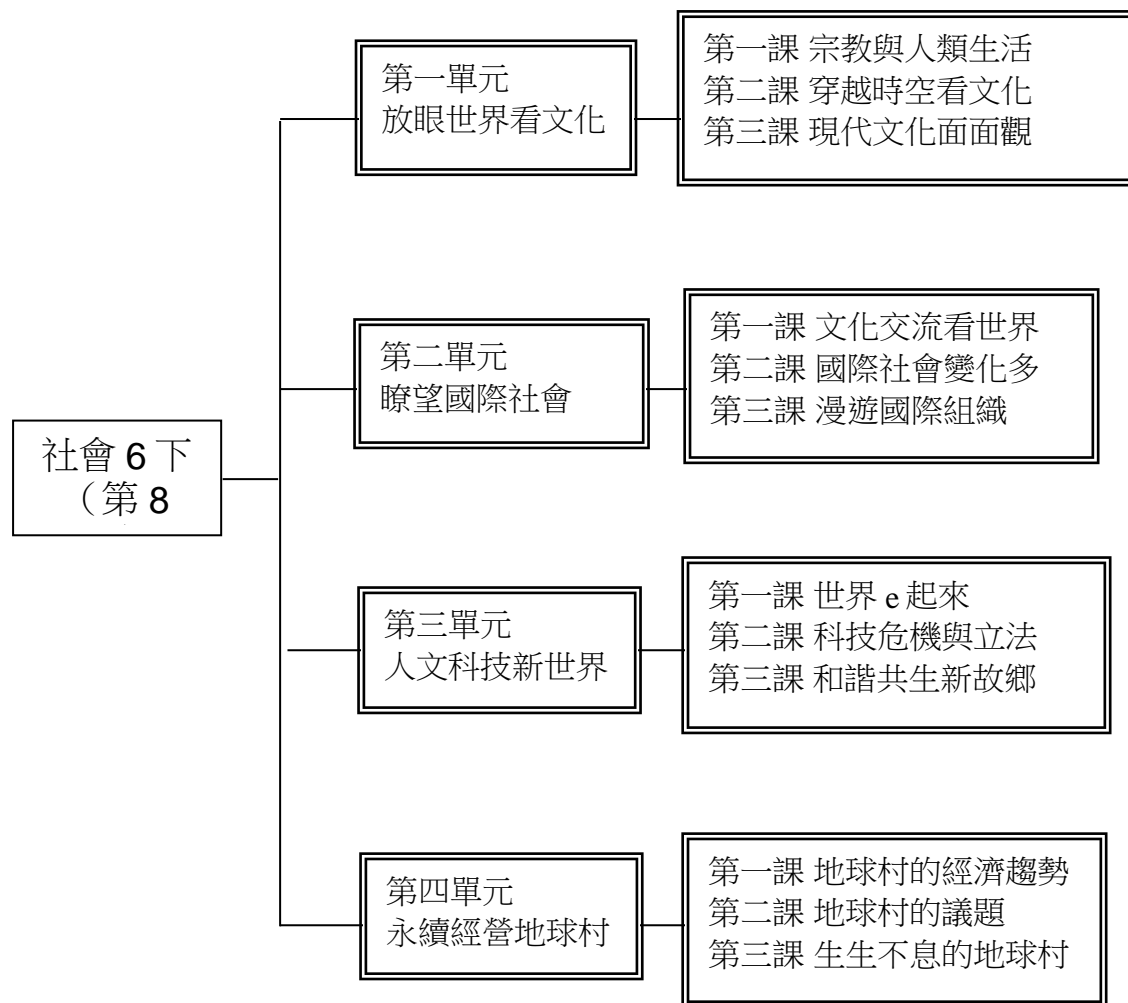 社會 6 下
（第 8
第一單元
放眼世界看文化
第一課 宗教與人類生活
第二課 穿越時空看文化
第三課 現代文化面面觀
第二單元
瞭望國際社會
第一課 文化交流看世界
第二課 國際社會變化多
第三課 漫遊國際組織
第三單元
人文科技新世界
第一課 世界 e 起來
第二課 科技危機與立法
第三課 和諧共生新故鄉
第四單元
永續經營地球村
第一課 地球村的經濟趨勢
第二課 地球村的議題
第三課 生生不息的地球村